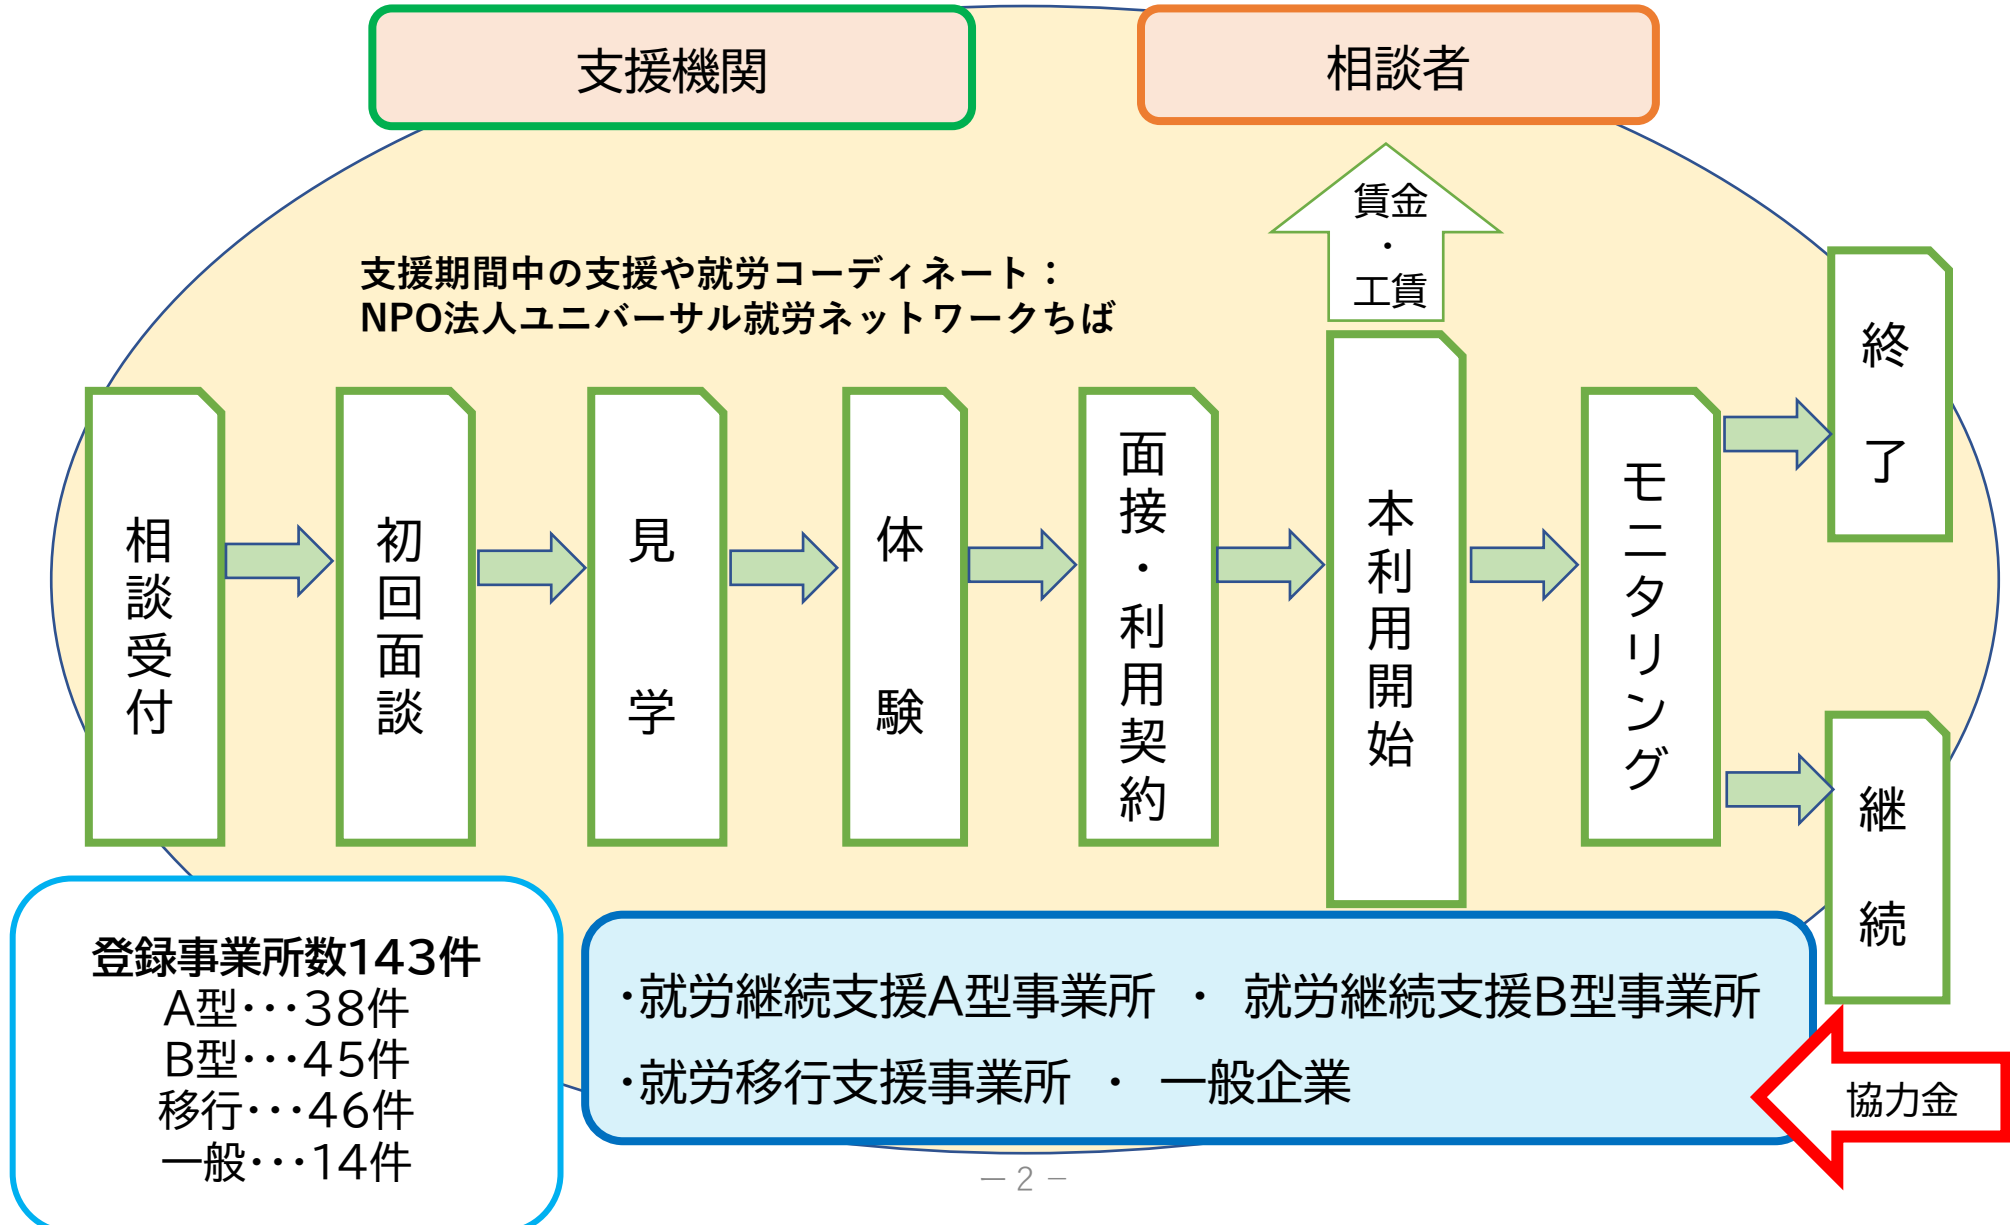 支援機関
相談者
賃金
・
工賃
支援期間中の支援や就労コーディネート：
NPO法人ユニバーサル就労ネットワークちば
相談受付
初回面談
見学
体験
面接・利用契約
本利用開始
モニタリング
終了
継続
登録事業所数143件
A型・・・38件
B型・・・45件
移行・・・46件
一般・・・14件
・就労継続支援A型事業所　・　就労継続支援B型事業所
・就労移行支援事業所　・　一般企業
協力金
－2－